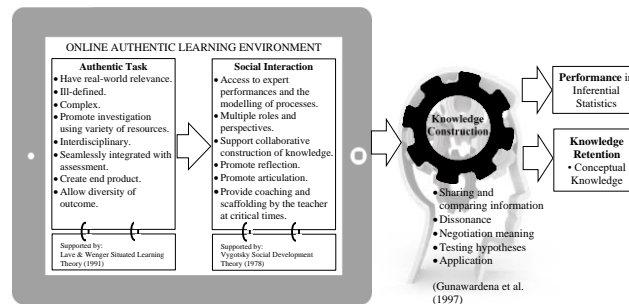 ONLINE AUTHENTIC LEARNING ENVIRONMENT
Authentic Task
• Have real-world relevance.
• Ill-defined.
• Complex.
• Promote investigation
using variety of resources.
• Interdisciplinary.
• Seamlessly integrated with
assessment.
• Create end product.
• Allow diversity of
outcome.
Supported by:
Lave & Wenger Situated Learning
Theory (1991)
Social Interaction
• Access to expert
performances and the
modelling of processes.
• Multiple roles and
perspectives.
• Support collaborative
construction of knowledge.
• Promote reflection.
• Promote articulation.
• Provide coaching and
scaffolding by the teacher
at critical times.
Supported by:
Vygotsky Social Development
Theory (1978)
Knowledge
Construction
• Sharing and
comparing information
• Dissonance
• Negotiation meaning
• Testing hypotheses
• Application
(Gunawardena et al.
(1997)
Performance in
Inferential
Statistics
Knowledge
Retention
• Conceptual
Knowledge